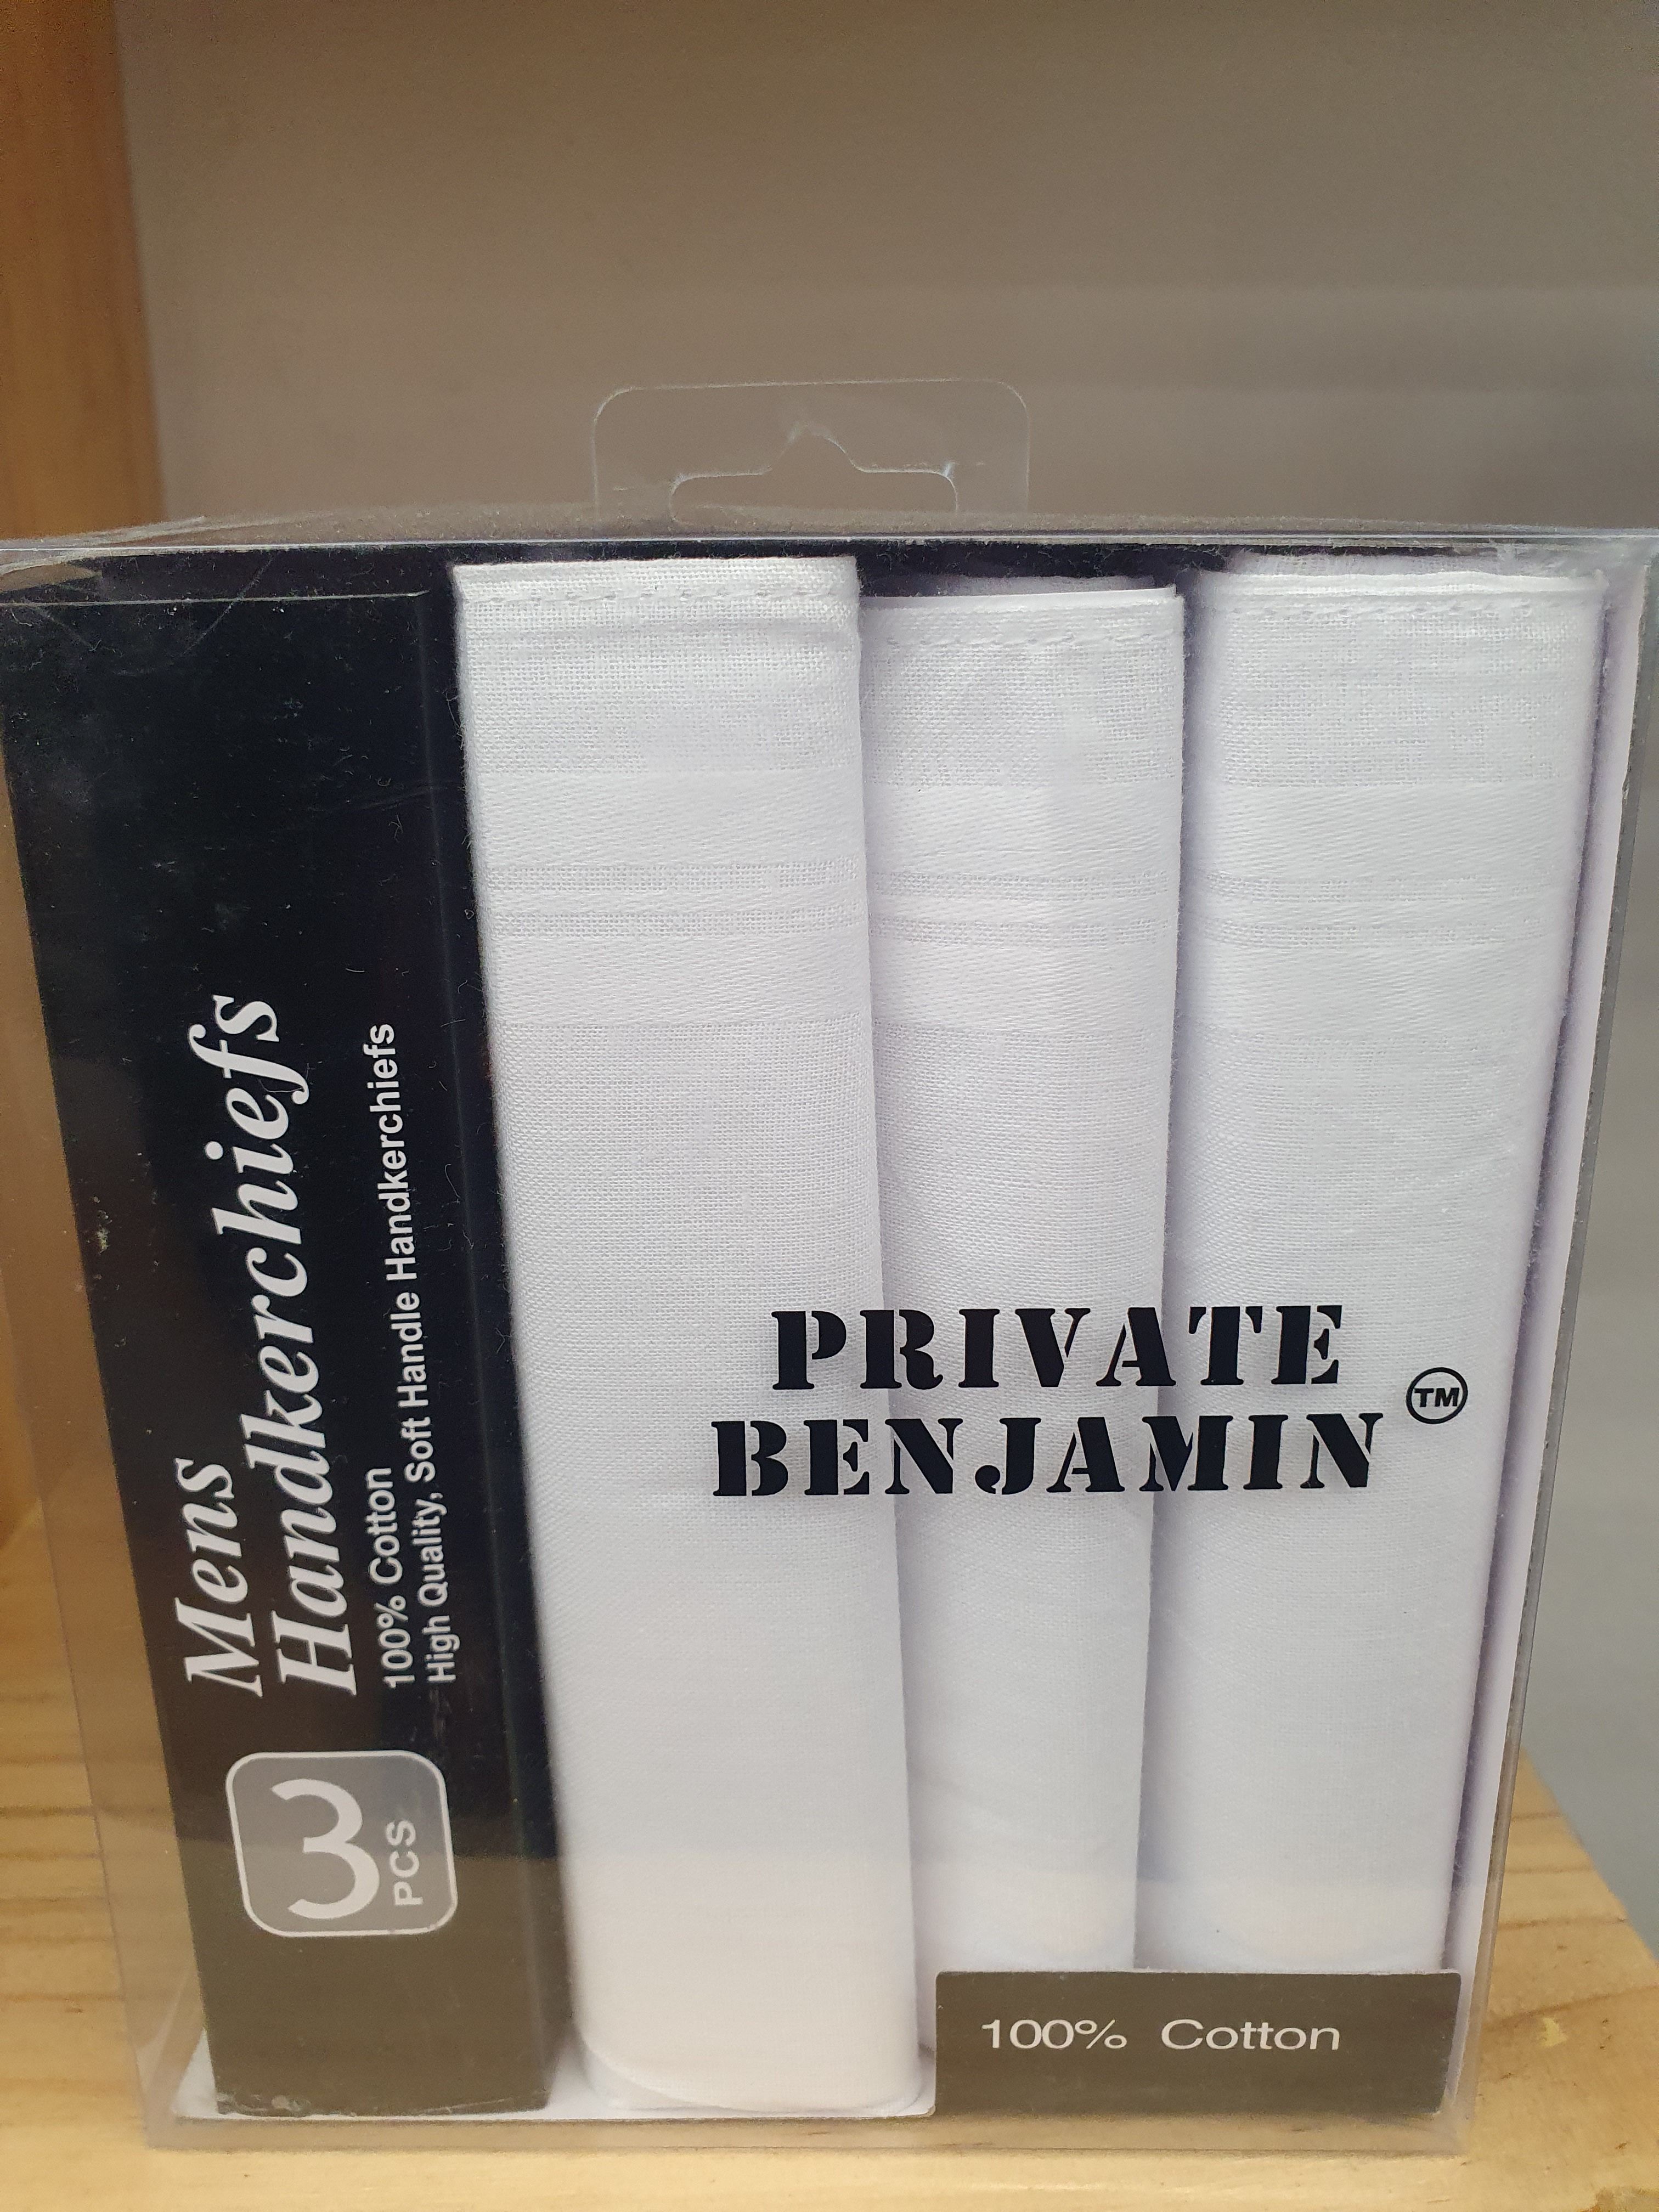 Mens
Handkerchiefs
100% Cotton
High Quality, Soft Handle Handkerchiefs
3
PCS
PRIVATE
BENJAMIN
TM
100% Cotton